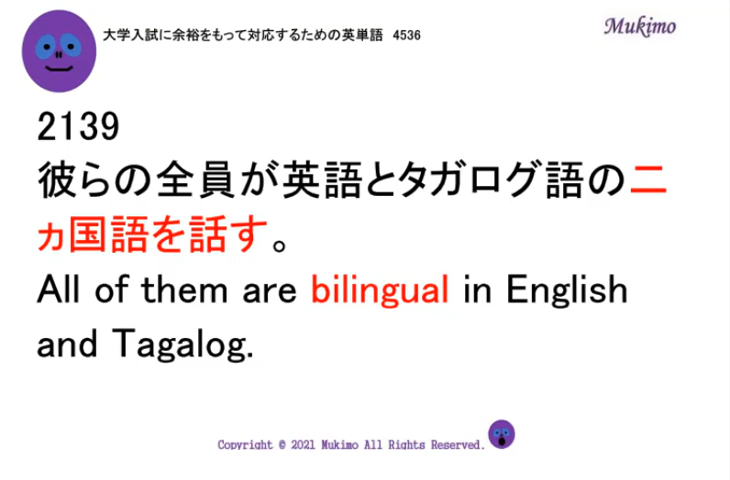 大学入試に余裕をもって対応するための英単語 4536
Mukimo
2139
彼らの全員が英語とタガログ語の二
ヵ国語を話す。
All of them are bilingual in English
and Tagalog.
Copyright © 2021 Mukimo All Rights Reserved.